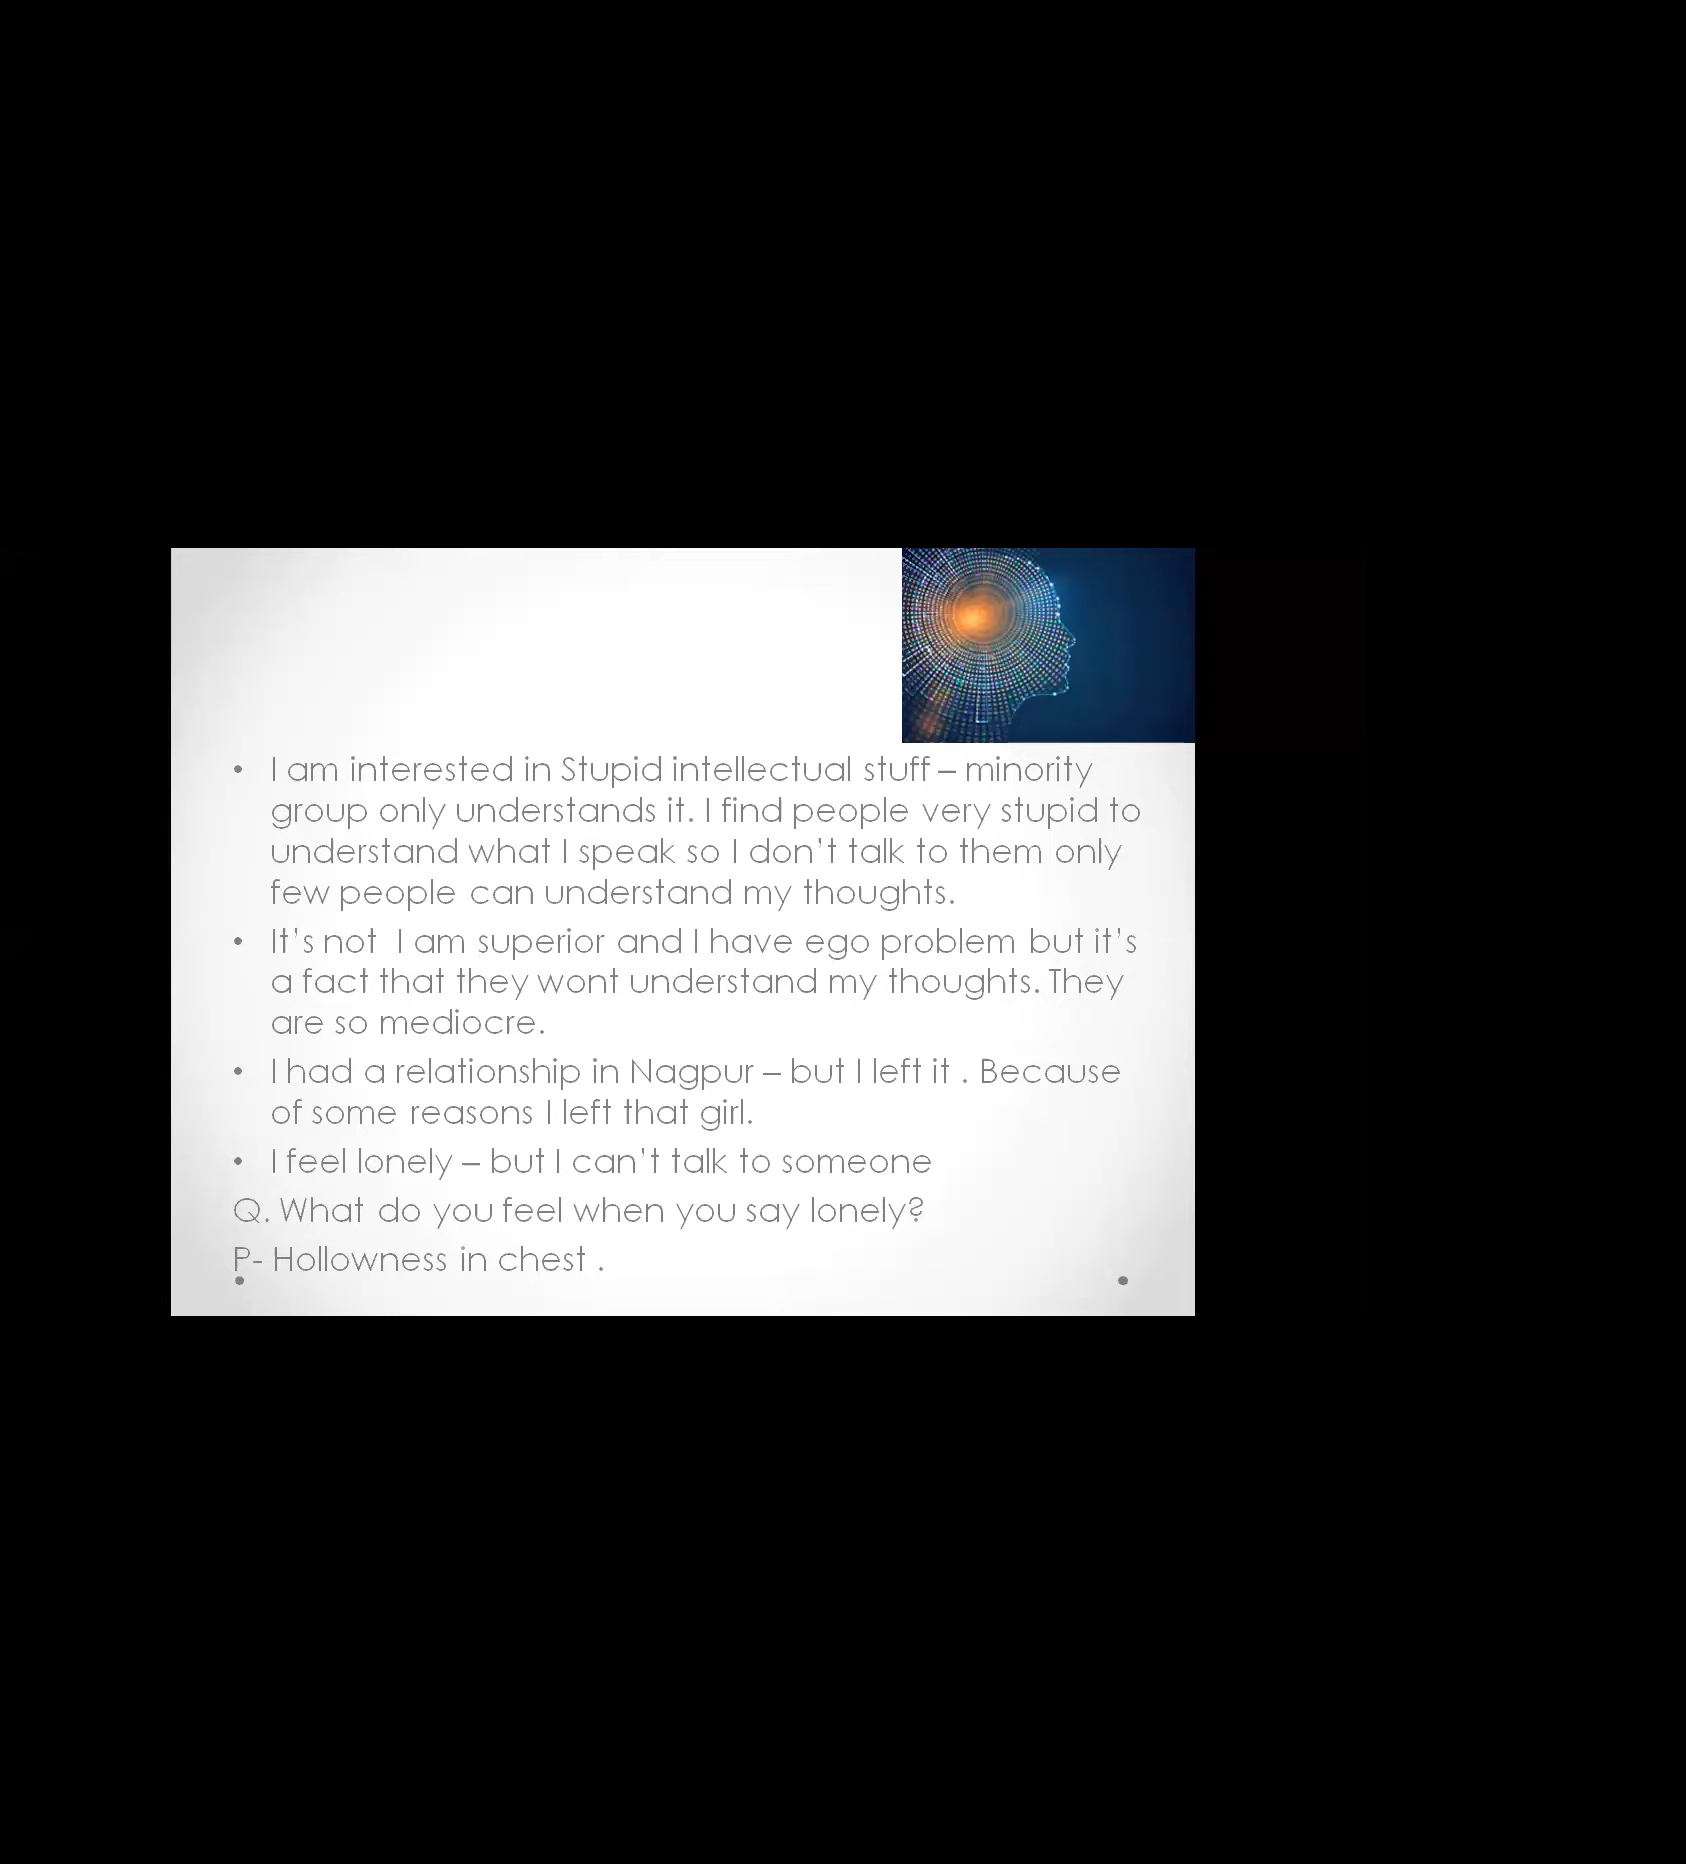 • I am interested in Stupid intellectual stuff – minority
group only understands it. I find people very stupid to
understand what I speak so I don't talk to them only
few people can understand my thoughts.
• It's not I am superior and I have ego problem but it's
a fact that they wont understand my thoughts. They
are so mediocre.
• I had a relationship in Nagpur – but I left it . Because
of some reasons I left that girl.
• I feel lonely – but I can't talk to someone
Q. What do you feel when you say lonely?
P- Hollowness in chest .